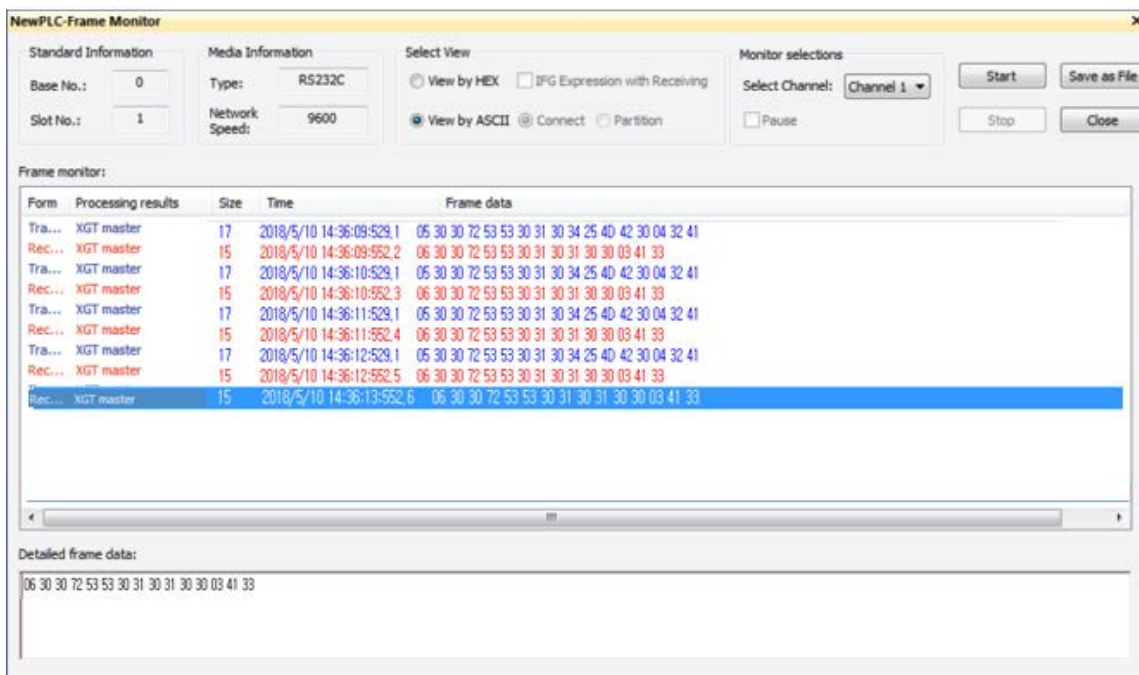 NewPLC-Frame Monitor
Standard Information
Base No.: 0
Slot No.: 1
Media Information
Type: RS232C
Network Speed: 9600
Select View
View by HEX IFG Expression with Receiving
View by ASCII Connect Partition
Monitor selections
Select Channel: Channel 1
Pause
Start Save as File
Stop Close
Frame monitor:
Form Processing results Size Time Frame data
Tra... XGT master 17 2018/5/10 14:36:09:529,1 05 30 30 72 53 53 30 31 30 34 25 4D 42 30 04 32 41
Rec... XGT master 15 2018/5/10 14:36:09:552,2 06 30 30 72 53 53 30 31 30 31 30 30 03 41 33
Tra... XGT master 17 2018/5/10 14:36:10:529,1 05 30 30 72 53 53 30 31 30 34 25 4D 42 30 04 32 41
Rec... XGT master 15 2018/5/10 14:36:10:552,3 06 30 30 72 53 53 30 31 30 31 30 30 03 41 33
Tra... XGT master 17 2018/5/10 14:36:11:529,1 05 30 30 72 53 53 30 31 30 34 25 4D 42 30 04 32 41
Rec... XGT master 15 2018/5/10 14:36:11:552,4 06 30 30 72 53 53 30 31 30 31 30 30 03 41 33
Tra... XGT master 17 2018/5/10 14:36:12:529,1 05 30 30 72 53 53 30 31 30 34 25 4D 42 30 04 32 41
Rec... XGT master 15 2018/5/10 14:36:12:552,5 06 30 30 72 53 53 30 31 30 31 30 30 03 41 33
Rec... XGT master 15 2018/5/10 14:36:13:552,6 06 30 30 72 53 53 30 31 30 31 30 30 03 41 33
Detailed frame data:
06 30 30 72 53 53 30 31 30 31 30 30 03 41 33